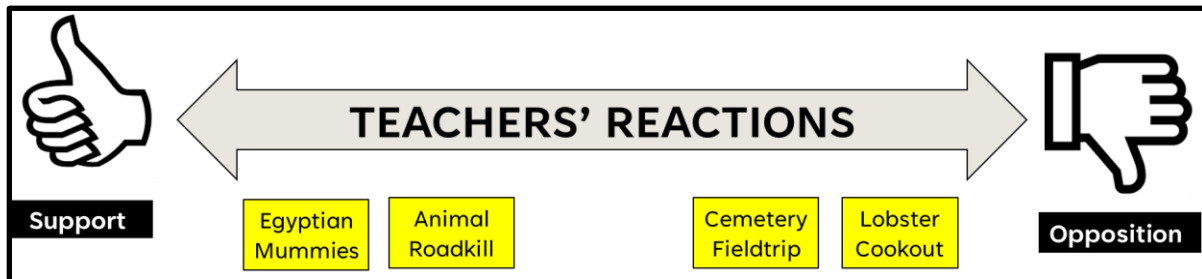 TEACHERS’ REACTIONS
Support
Egyptian
Mummies
Animal
Roadkill
Cemetery
Fieldtrip
Lobster
Cookout
Opposition